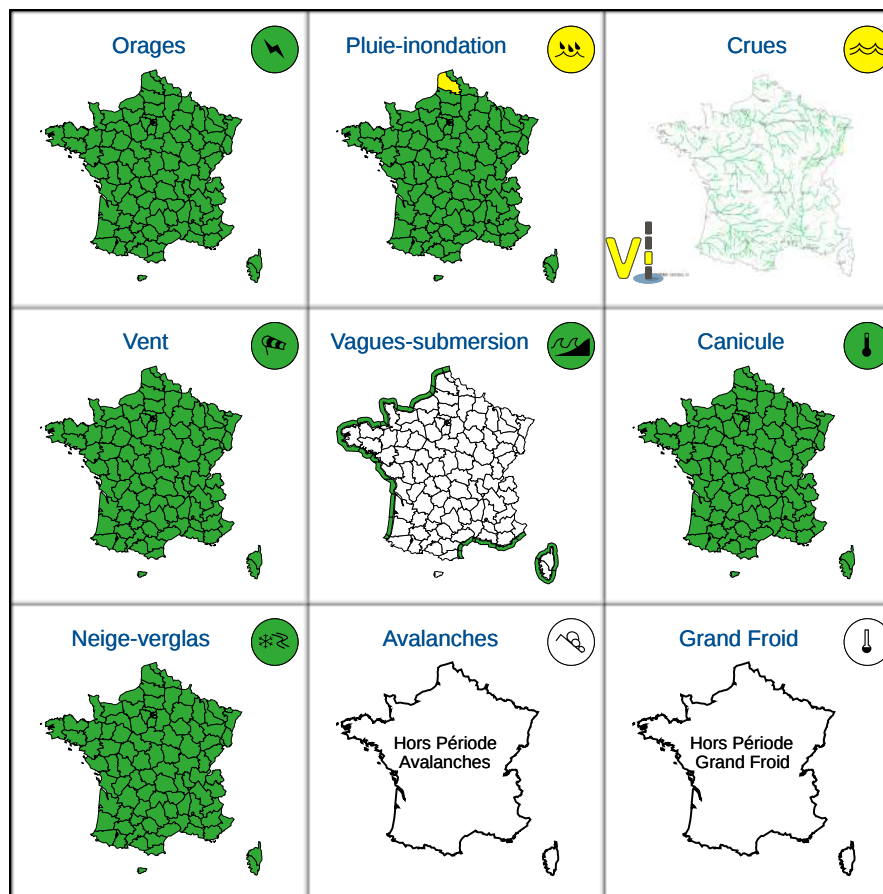 Orages
Pluie-inondation
Crues
Vi
Vent
Vagues-submersion
Canicule
Neige-verglas
Avalanches
Grand Froid
Hors Période
Avalanches
Hors Période
Grand Froid